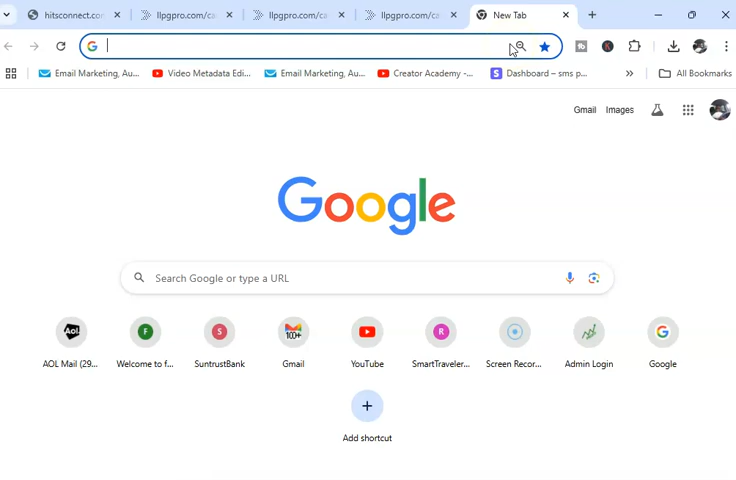 hitsconnect.com
llpgpro.com/ca
llpgpro.com/ca
llpgpro.com/ca
New Tab
Email Marketing, Au...
Video Metadata Edi...
Email Marketing, Au...
Creator Academy -...
S
Dashboard – sms p...
»
All Bookmarks
Gmail
Images
Google
Search Google or type a URL
Aol.
F
S
100+
R
AOL Mail (29...
Welcome to f...
SuntrustBank
Gmail
YouTube
SmartTraveler...
Screen Recor...
Admin Login
Google
Add shortcut